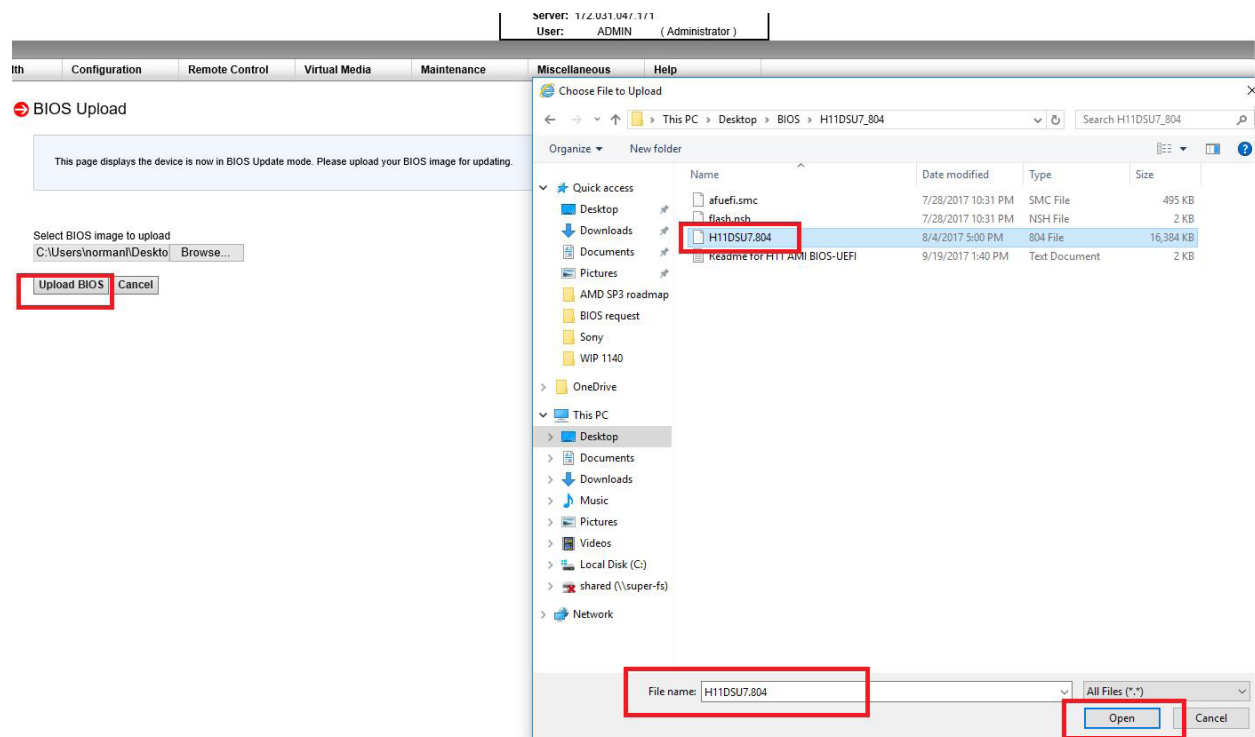 Server: 172.031.047.171
User: ADMIN ( Administrator )
lth Configuration Remote Control Virtual Media Maintenance Miscellaneous Help
BIOS Upload
This page displays the device is now in BIOS Update mode. Please upload your BIOS image for updating.
Select BIOS image to upload
C:\Users\normanl\Deskto Browse...
Upload BIOS Cancel
Choose File to Upload
This PC > Desktop > BIOS > H11DSU7_804
Search H11DSU7_804
Organize New folder
Quick access
Desktop
Downloads
Documents
Pictures
AMD SP3 roadmap
BIOS request
Sony
WIP 1140
OneDrive
This PC
Desktop
Documents
Downloads
Music
Pictures
Videos
Local Disk (C:)
shared (\\super-fs)
Network
Name Date modified Type Size
afuefi.smc 7/28/2017 10:31 PM SMC File 495 KB
flash.nsh 7/28/2017 10:31 PM NSH File 2 KB
H11DSU7.804 8/4/2017 5:00 PM 804 File 16,384 KB
Readme for H11 AMI BIOS-UEFI 9/19/2017 1:40 PM Text Document 2 KB
File name: H11DSU7.804 All Files (*.*)
Open Cancel